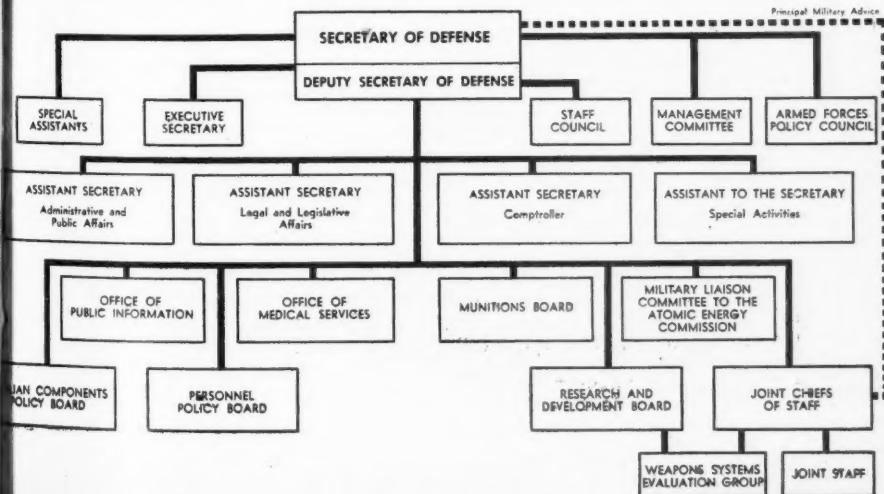 Principal Military Advice
SECRETARY OF DEFENSE
DEPUTY SECRETARY OF DEFENSE
SPECIAL
ASSISTANTS
EXECUTIVE
SECRETARY
STAFF
COUNCIL
MANAGEMENT
COMMITTEE
ARMED FORCES
POLICY COUNCIL
ASSISTANT SECRETARY
Administrative and
Public Affairs
ASSISTANT SECRETARY
Legal and Legislative
Affairs
ASSISTANT SECRETARY
Comptroller
ASSISTANT TO THE SECRETARY
Special Activities
OFFICE OF
PUBLIC INFORMATION
OFFICE OF
MEDICAL SERVICES
MUNITIONS BOARD
MILITARY LIAISON
COMMITTEE TO THE
ATOMIC ENERGY
COMMISSION
COMPONENTS
POLICY BOARD
PERSONNEL
POLICY BOARD
RESEARCH AND
DEVELOPMENT BOARD
JOINT CHIEFS
OF STAFF
WEAPONS SYSTEMS
EVALUATION GROUP
JOINT STAFF